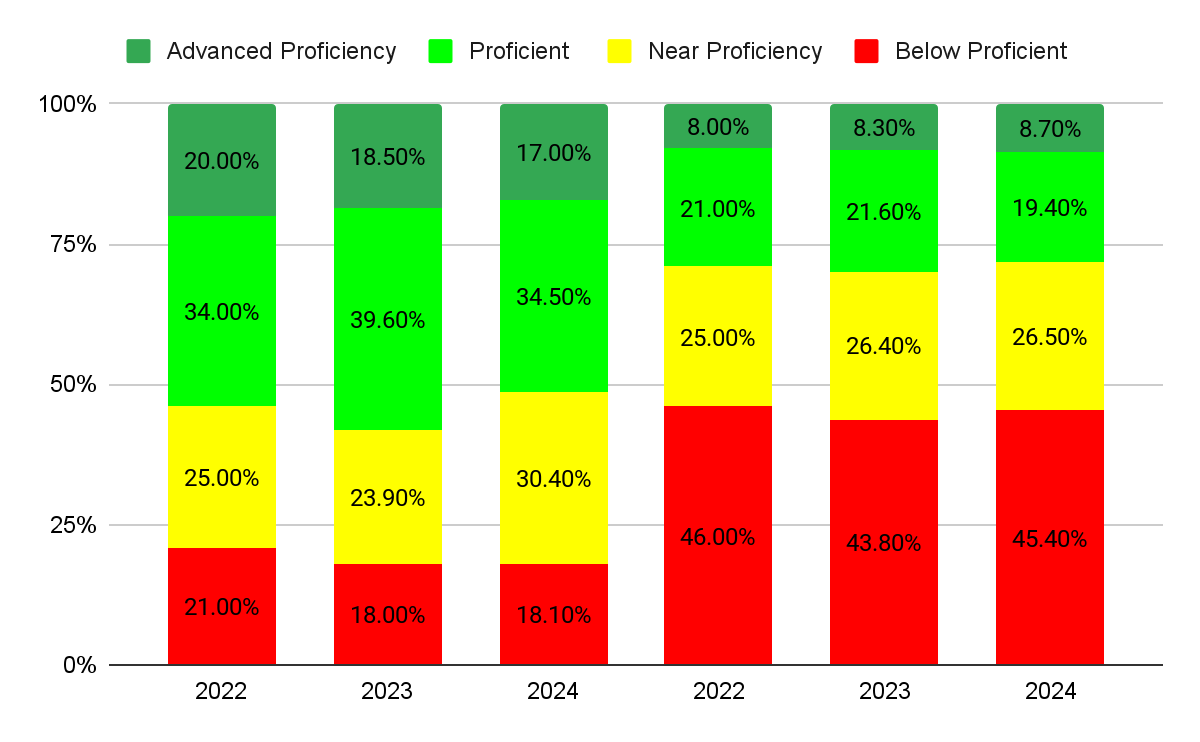 Advanced Proficiency Proficient Near Proficiency Below Proficient
100%
75%
50%
25%
0%
20.00% 18.50% 17.00% 8.00% 8.30% 8.70%
34.00% 39.60% 34.50% 21.00% 21.60% 19.40%
25.00% 23.90% 30.40% 25.00% 26.40% 26.50%
21.00% 18.00% 18.10% 46.00% 43.80% 45.40%
2022 2023 2024 2022 2023 2024